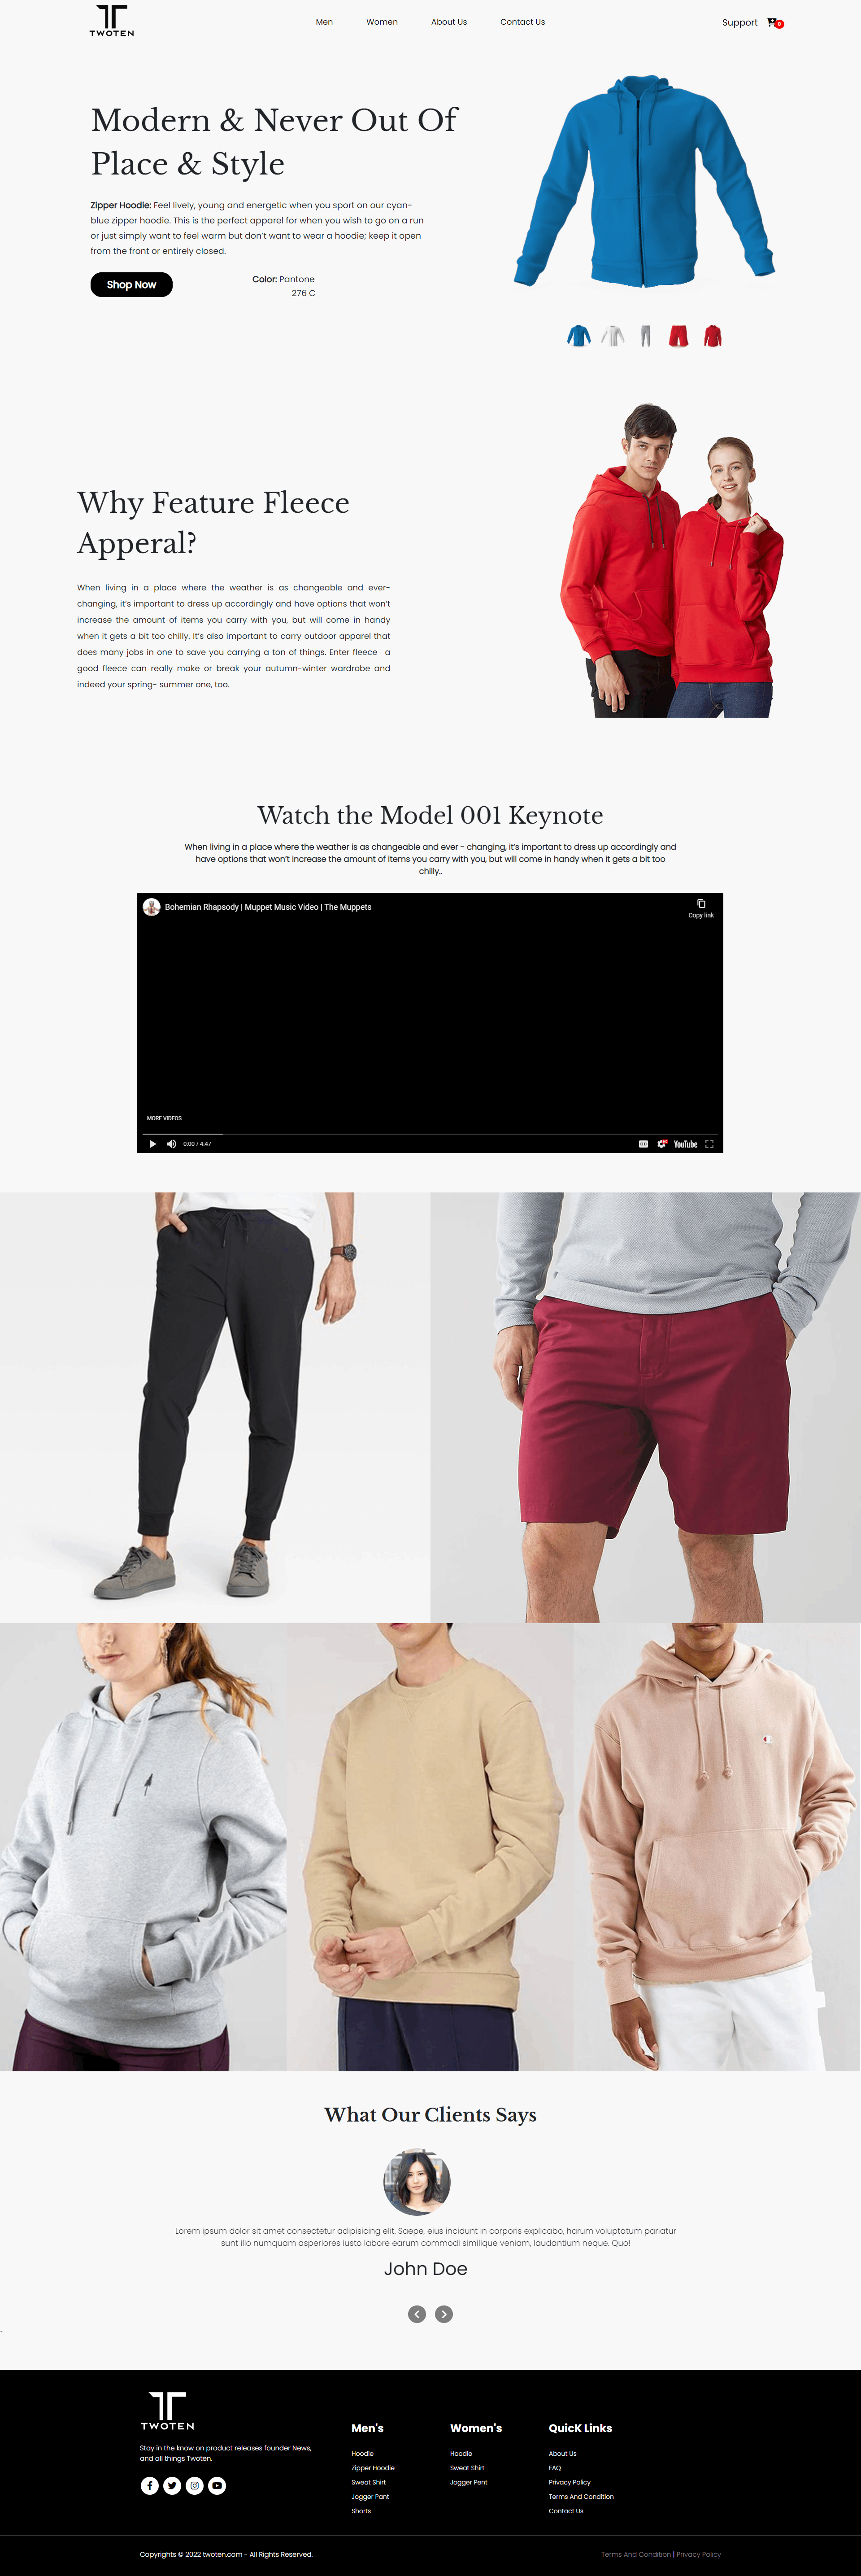 TWOTEN
Men
Women
About Us
Contact Us
Support
0
Modern & Never Out Of
Place & Style
Zipper Hoodie: Feel lively, young and energetic when you sport on our cyan-
blue zipper hoodie. This is the perfect apparel for when you wish to go on a run
or just simply want to feel warm but don't want to wear a hoodie; keep it open
from the front or entirely closed.
Shop Now
Color: Pantone
276 C
Why Feature Fleece
Apperal?
When living in a place where the weather is as changeable and ever-
changing, it's important to dress up accordingly and have options that won't
increase the amount of items you carry with you, but will come in handy
when it gets a bit too chilly. It's also important to carry outdoor apparel that
does many jobs in one to save you carrying a ton of things. Enter fleece- a
good fleece can really make or break your autumn-winter wardrobe and
indeed your spring- summer one, too.
Watch the Model 001 Keynote
When living in a place where the weather is as changeable and ever - changing, it's important to dress up accordingly and
have options that won't increase the amount of items you carry with you, but will come in handy when it gets a bit too
chilly..
Bohemian Rhapsody | Muppet Music Video | The Muppets
Copy link
MORE VIDEOS
0:00 / 4:47
CC
YouTube
What Our Clients Says
Lorem ipsum dolor sit amet consectetur adipisicing elit. Saepe, eius incidunt in corporis explicabo, harum voluptatum pariatur
sunt illo numquam asperiores iusto labore earum commodi similique veniam, laudantium neque. Quo!
John Doe
-
TWOTEN
Stay in the know on product releases founder News,
and all things Twoten.
Men's
Hoodie
Zipper Hoodie
Sweat Shirt
Jogger Pant
Shorts
Women's
Hoodie
Sweat Shirt
Jogger Pent
QuicK Links
About Us
FAQ
Privacy Policy
Terms And Condition
Contact Us
Copyrights © 2022 twoten.com - All Rights Reserved.
Terms And Condition | Privacy Policy